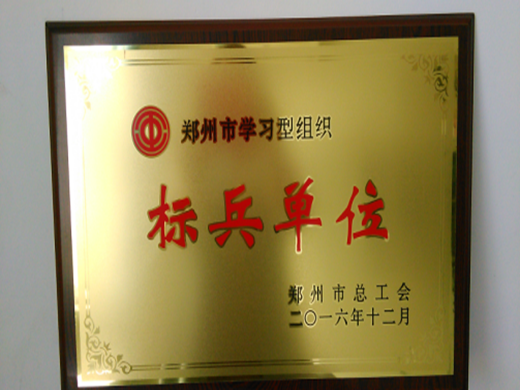 郑州市学习型组织
标兵单位
郑州市总工会
二〇一六年十二月